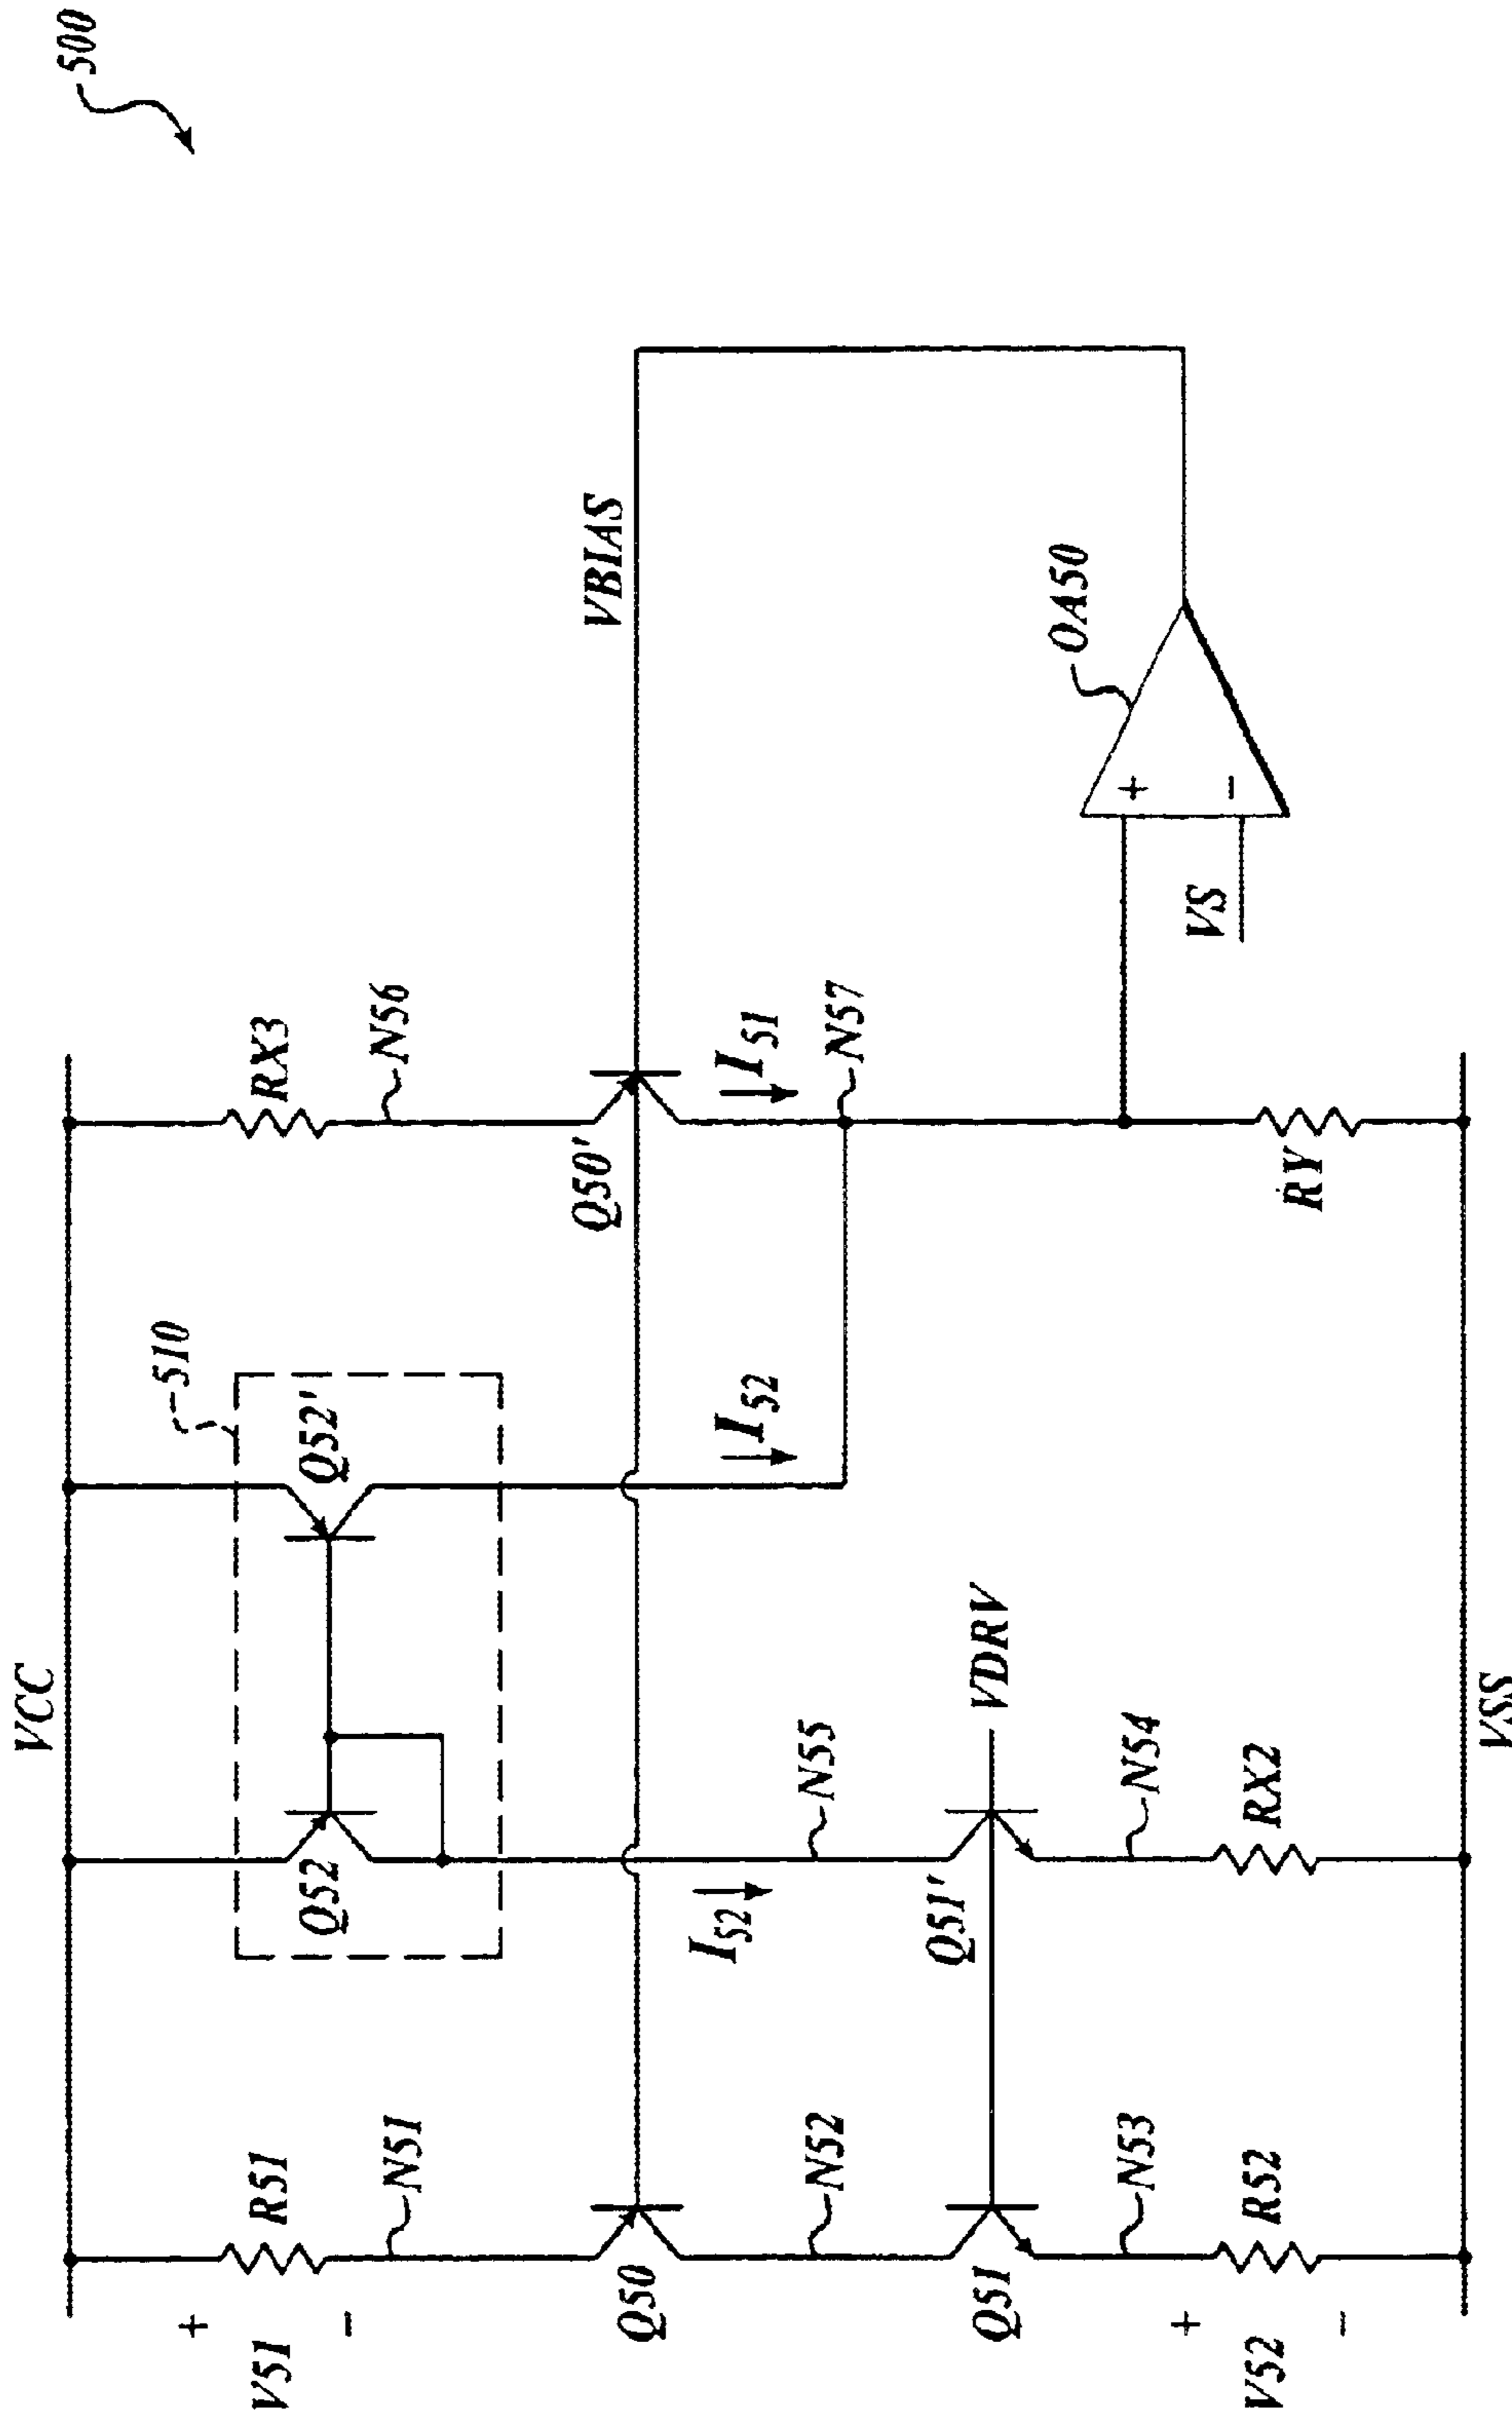 500
VCC
510
RX3
N56
Q52
Q52'
R51
N51
+
V51
-
VBIAS
Q50
Q50'
I52
I52
I51
N52
N55
N57
VDRV
Q51
Q51'
OA50
+
-
VS
N53
N54
+
V52
-
R52
RX2
RY
VSS